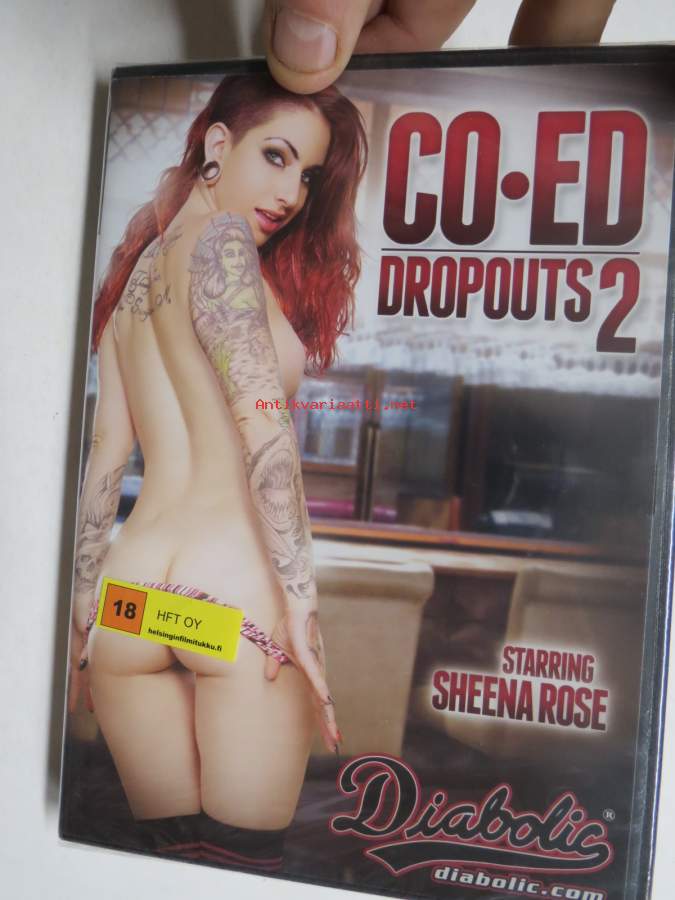 CO•ED
DROPOUTS 2
Antikvariaatti.net
18
HFT OY
helsinginfilmitukku.fi
STARRING
SHEENA ROSE
Diabolic®
diabolic.com